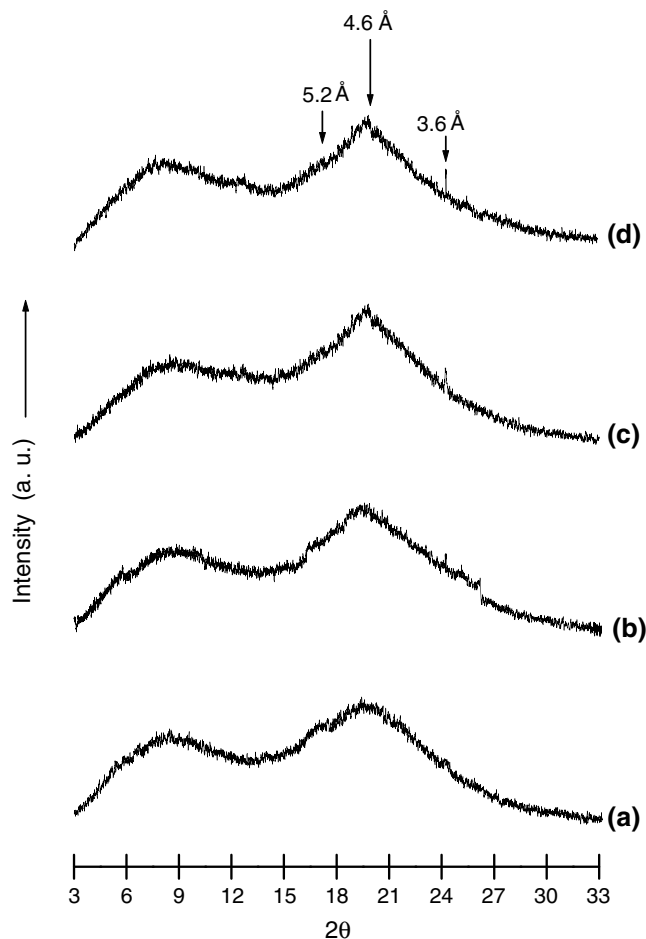 4.6 Å
5.2 Å
3.6 Å
(d)
(c)
Intensity (a. u.)
(b)
(a)
3 6 9 12 15 18 21 24 27 30 33
2θ